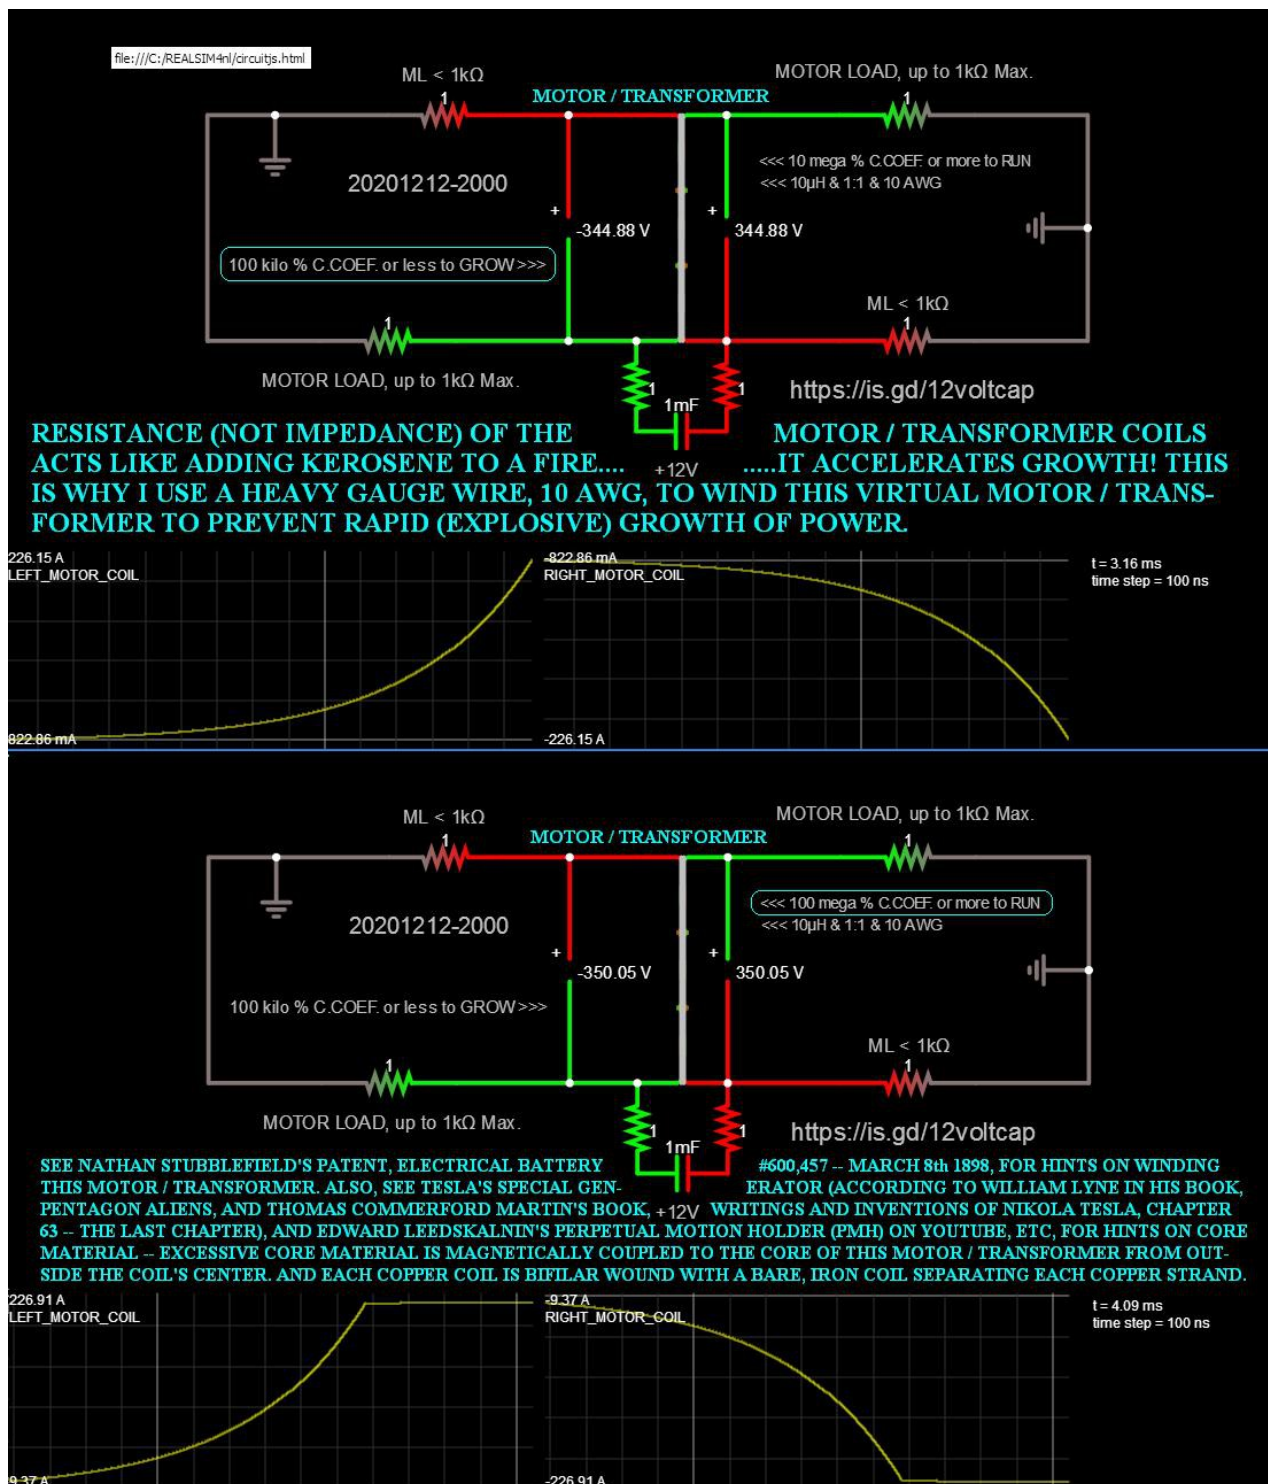 file:///C:/REALSIM4nl/circuitjs.html
ML < 1kΩ
MOTOR LOAD, up to 1kΩ Max.
1
1
MOTOR / TRANSFORMER
<<< 10 mega % C.COEF. or more to RUN
<<< 10µH & 1:1 & 10 AWG
20201212-2000
+
-344.88 V
+
344.88 V
100 kilo % C.COEF. or less to GROW >>>
ML < 1kΩ
1
1
MOTOR LOAD, up to 1kΩ Max.
1
1
1mF
https://is.gd/12voltcap
+12V
RESISTANCE (NOT IMPEDANCE) OF THE MOTOR / TRANSFORMER COILS
ACTS LIKE ADDING KEROSENE TO A FIRE.... .....IT ACCELERATES GROWTH! THIS
IS WHY I USE A HEAVY GAUGE WIRE, 10 AWG, TO WIND THIS VIRTUAL MOTOR / TRANS-
FORMER TO PREVENT RAPID (EXPLOSIVE) GROWTH OF POWER.
226.15 A
LEFT_MOTOR_COIL
822.86 mA
-822.86 mA
RIGHT_MOTOR_COIL
-226.15 A
t = 3.16 ms
time step = 100 ns
ML < 1kΩ
MOTOR LOAD, up to 1kΩ Max.
1
1
MOTOR / TRANSFORMER
<<< 100 mega % C.COEF. or more to RUN
<<< 10µH & 1:1 & 10 AWG
20201212-2000
+
-350.05 V
+
350.05 V
100 kilo % C.COEF. or less to GROW >>>
ML < 1kΩ
1
1
MOTOR LOAD, up to 1kΩ Max.
1
1
1mF
https://is.gd/12voltcap
+12V
SEE NATHAN STUBBLEFIELD'S PATENT, ELECTRICAL BATTERY #600,457 -- MARCH 8th 1898, FOR HINTS ON WINDING
THIS MOTOR / TRANSFORMER. ALSO, SEE TESLA'S SPECIAL GEN- ERATOR (ACCORDING TO WILLIAM LYNE IN HIS BOOK,
PENTAGON ALIENS, AND THOMAS COMMERFORD MARTIN'S BOOK, WRITINGS AND INVENTIONS OF NIKOLA TESLA, CHAPTER
63 -- THE LAST CHAPTER), AND EDWARD LEEDSKALNIN'S PERPETUAL MOTION HOLDER (PMH) ON YOUTUBE, ETC, FOR HINTS ON CORE
MATERIAL -- EXCESSIVE CORE MATERIAL IS MAGNETICALLY COUPLED TO THE CORE OF THIS MOTOR / TRANSFORMER FROM OUT-
SIDE THE COIL'S CENTER. AND EACH COPPER COIL IS BIFILAR WOUND WITH A BARE, IRON COIL SEPARATING EACH COPPER STRAND.
226.91 A
LEFT_MOTOR_COIL
9.37 A
-9.37 A
RIGHT_MOTOR_COIL
-226.91 A
t = 4.09 ms
time step = 100 ns